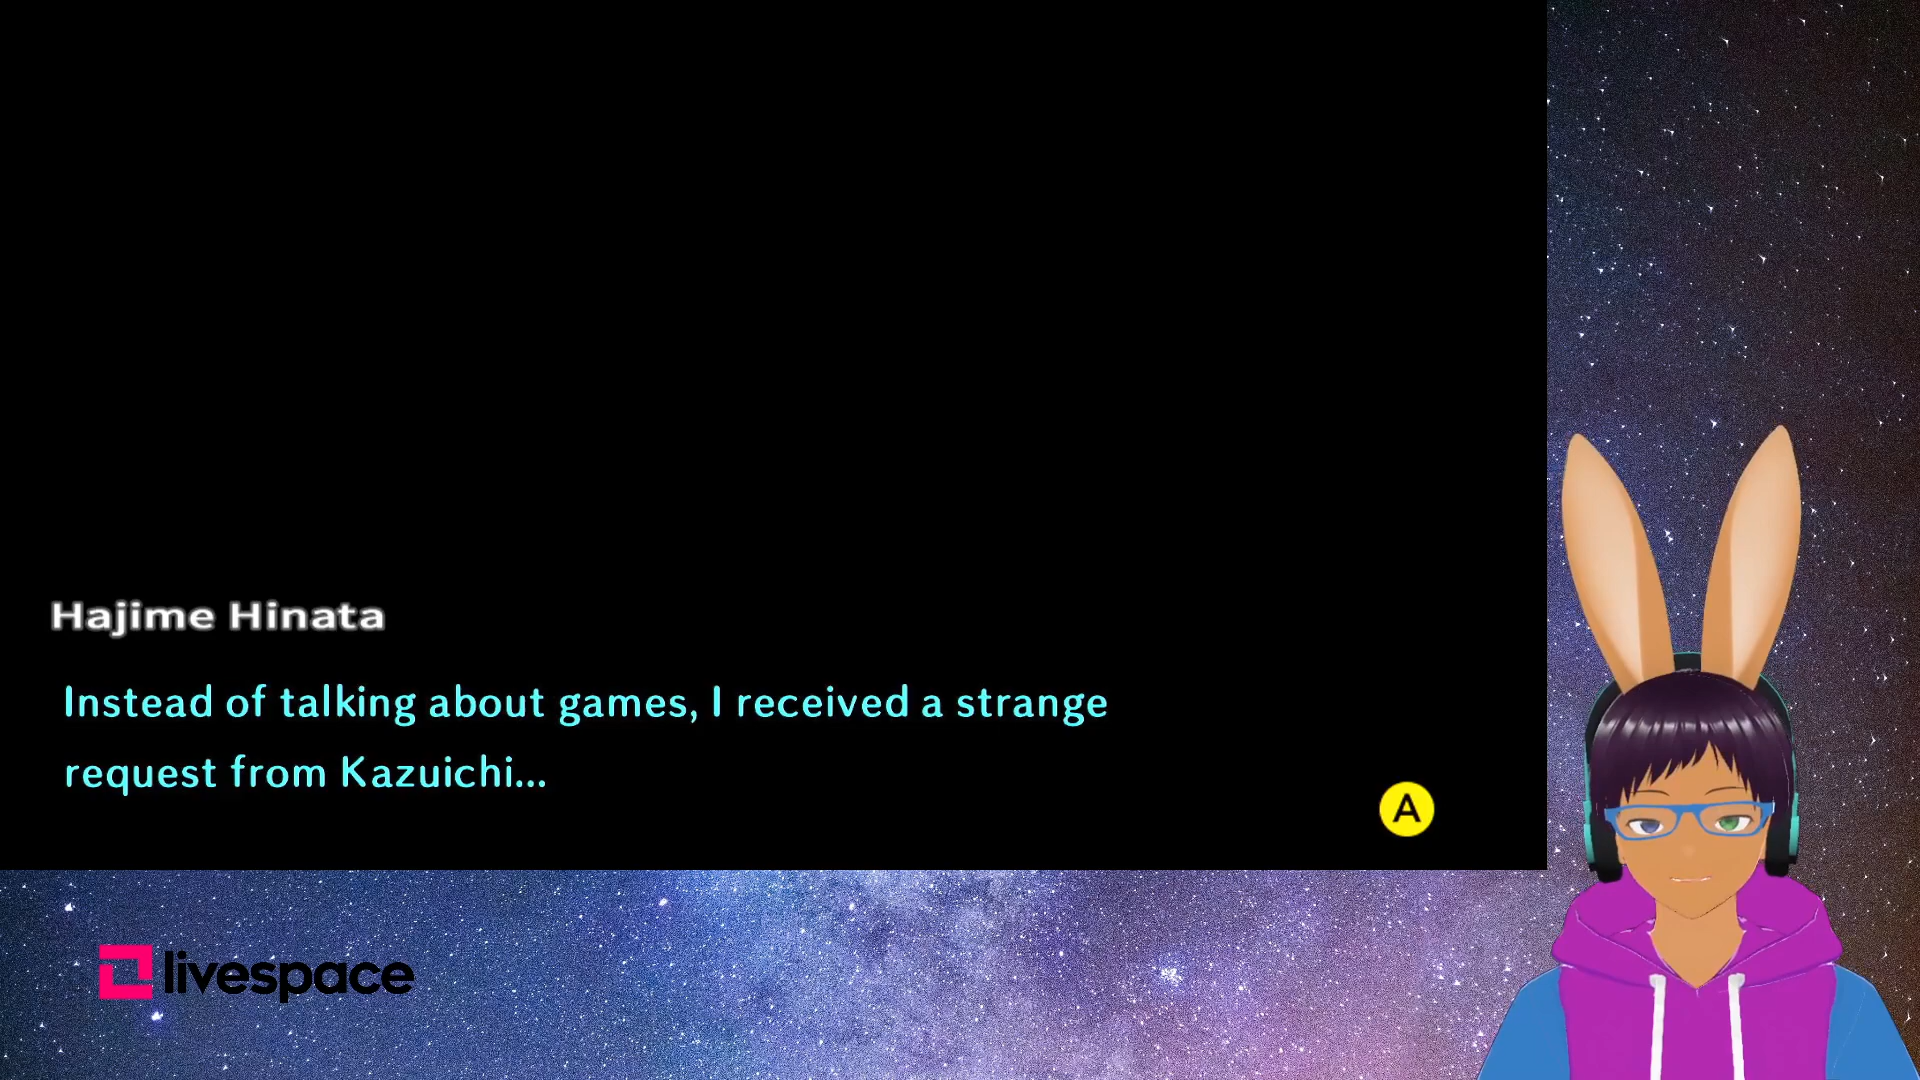 Hajime Hinata
Instead of talking about games, I received a strange
request from Kazuichi...
A
livespace